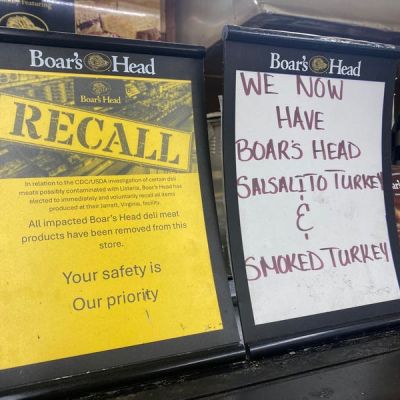 Featuring
Boar's Head
Boar's Head
RECALL
In relation to the CDC/USDA investigation of certain deli
meats possibly contaminated with Listeria, Boar's Head has
elected to immediately and voluntarily recall all items
produced at their Jarratt, Virginia, facility.
All impacted Boar's Head deli meat
products have been removed from this
store.
Your safety is
Our priority
Boar's Head
WE NOW
HAVE
BOAR'S HEAD
SALSALITO TURKEY
&
SMOKED TURKEY